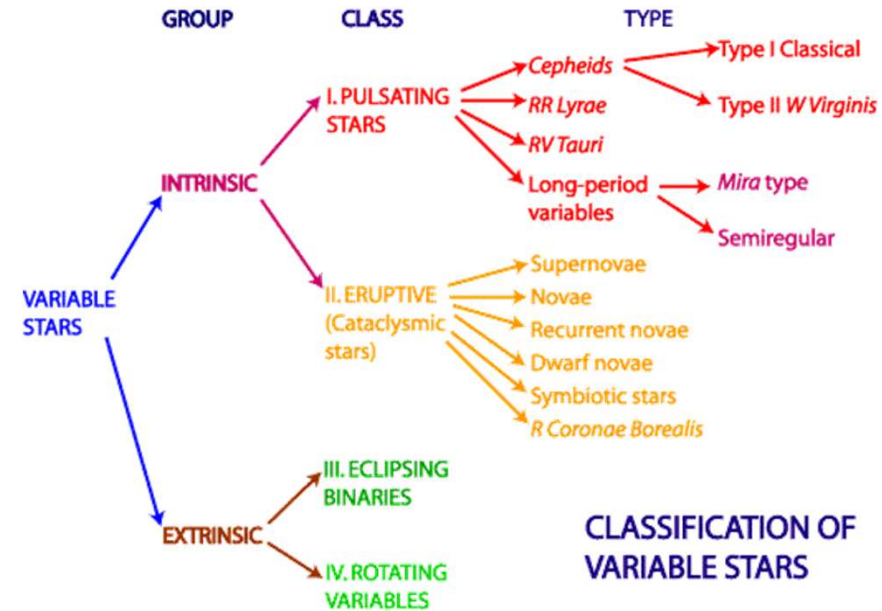 GROUP CLASS TYPE
I. PULSATING
STARS
Cepheids
RR Lyrae
RV Tauri
Long-period
variables
Type I Classical
Type II W Virginis
Mira type
Semiregular
INTRINSIC
VARIABLE
STARS
II. ERUPTIVE
(Cataclysmic
stars)
Supernovae
Novae
Recurrent novae
Dwarf novae
Symbiotic stars
R Coronae Borealis
EXTRINSIC
III. ECLIPSING
BINARIES
IV. ROTATING
VARIABLES
CLASSIFICATION OF
VARIABLE STARS